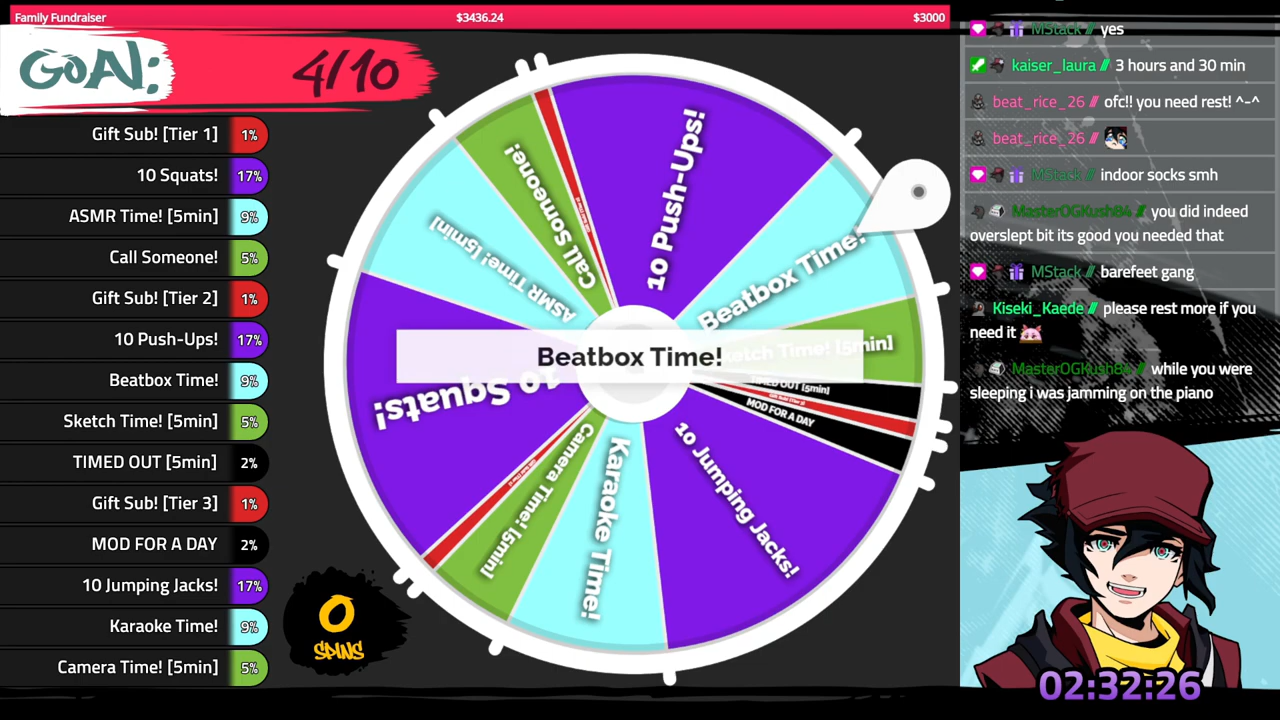 Family Fundraiser
$3436.24
$3000
GOAL:
4/10
Gift Sub! [Tier 1] 1%
10 Squats! 17%
ASMR Time! [5min] 9%
Call Someone! 5%
Gift Sub! [Tier 2] 1%
10 Push-Ups! 17%
Beatbox Time! 9%
Sketch Time! [5min] 5%
TIMED OUT [5min] 2%
Gift Sub! [Tier 3] 1%
MOD FOR A DAY 2%
10 Jumping Jacks! 17%
Karaoke Time! 9%
Camera Time! [5min] 5%
0
SPINS
10 Push-Ups!
Beatbox Time!
Sketch Time! [5min]
TIMED OUT [5min]
MOD FOR A DAY
10 Jumping Jacks!
Karaoke Time!
Camera Time! [5min]
10 Squats!
ASMR Time! [5min]
Call Someone!
Beatbox Time!
MStack // yes
kaiser_laura // 3 hours and 30 min
beat_rice_26 // ofc!! you need rest! ^-^
beat_rice_26 //
MStack // indoor socks smh
MasterOGKush84 // you did indeed
overslept bit its good you needed that
MStack // barefeet gang
Kiseki_Kaede // please rest more if you
need it
MasterOGKush84 // while you were
sleeping i was jamming on the piano
02:32:26